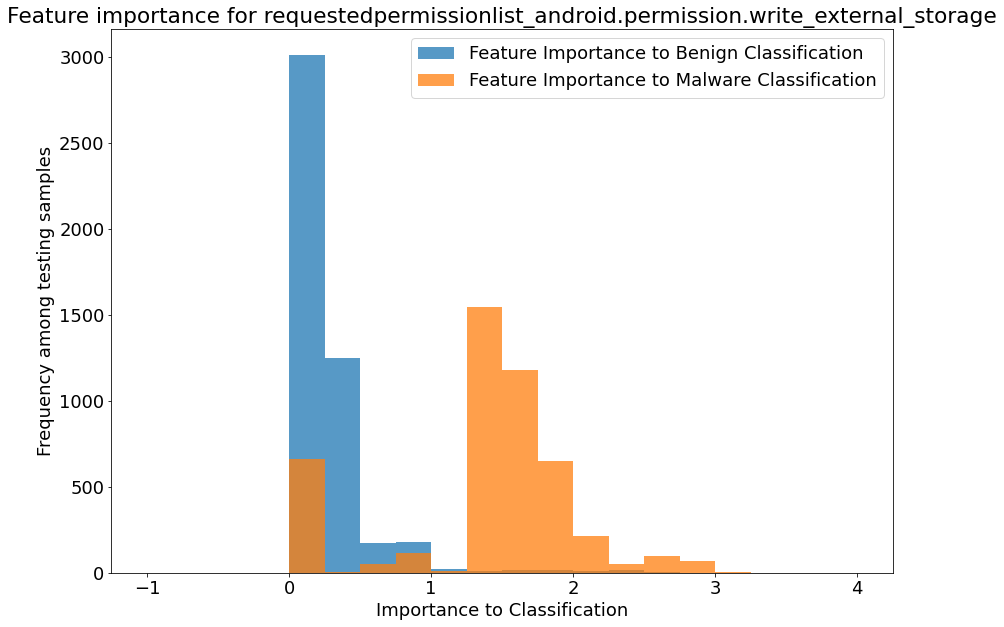 Feature importance for requestedpermissionlist_android.permission.write_external_storage
Feature Importance to Benign Classification
Feature Importance to Malware Classification
Frequency among testing samples
3000
2500
2000
1500
1000
500
0
−1
0
1
2
3
4
Importance to Classification